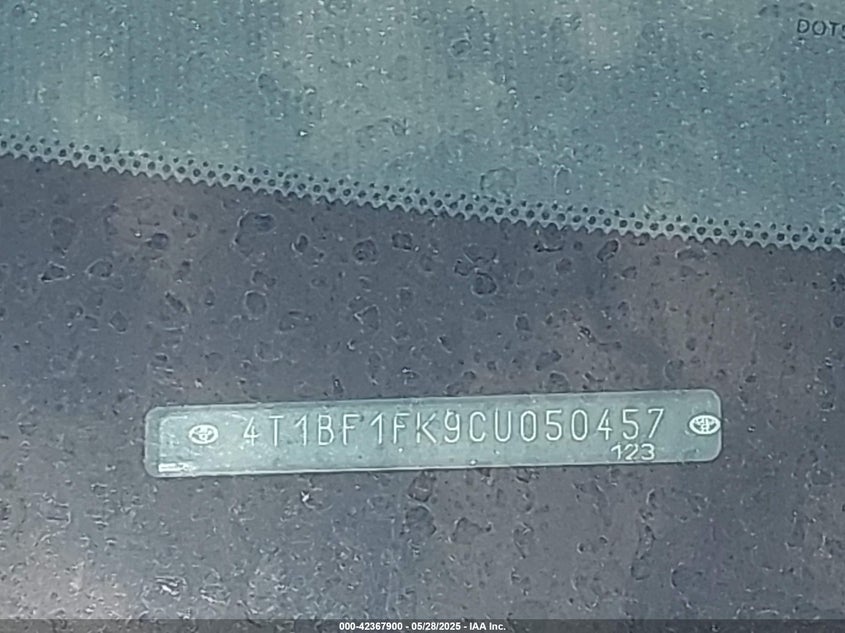 DOT
4T1BF1FK9CU050457
123
000-42367900 - 05/28/2025 - IAA Inc.